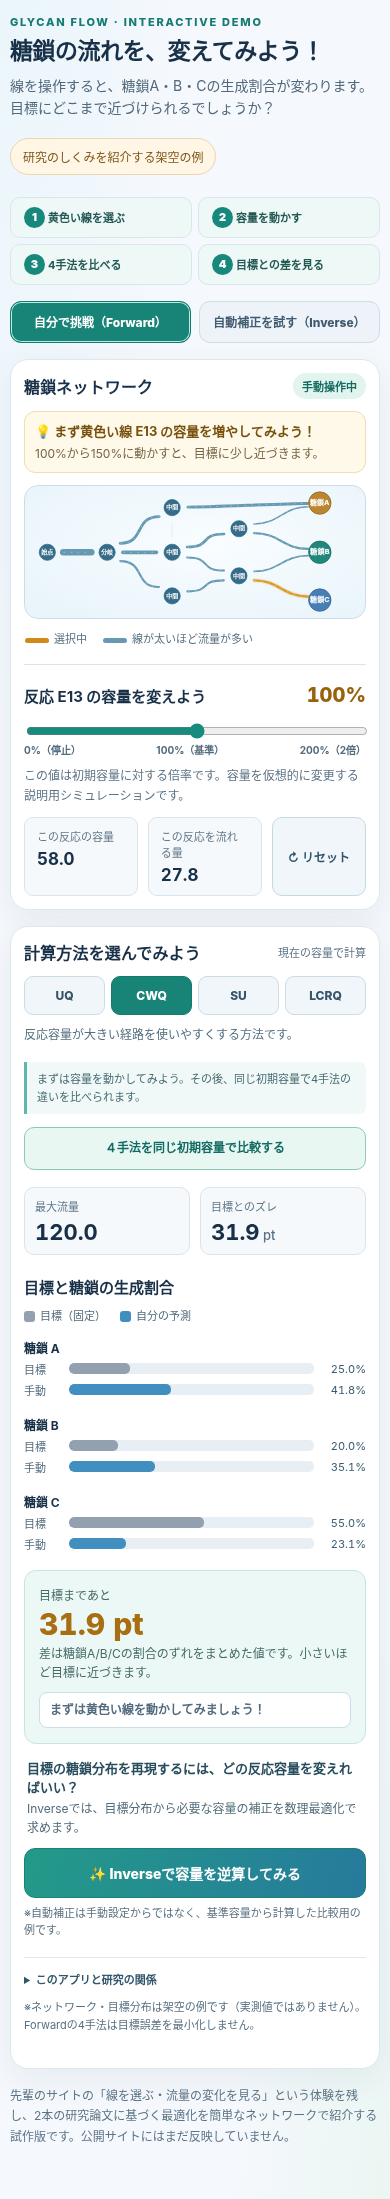 GLYCAN FLOW · INTERACTIVE DEMO
糖鎖の流れを、変えてみよう！
線を操作すると、糖鎖A・B・Cの生成割合が変わります。
目標にどこまで近づけられるでしょうか？
研究のしくみを紹介する架空の例
1 黄色い線を選ぶ
2 容量を動かす
3 4手法を比べる
4 目標との差を見る
自分で挑戦（Forward）
自動補正を試す（Inverse）
糖鎖ネットワーク
手動操作中
💡 まず黄色い線 E13 の容量を増やしてみよう！
100%から150%に動かすと、目標に少し近づきます。
中間
糖鎖A
中間
始点
分岐
中間
糖鎖B
中間
中間
糖鎖C
選択中
線が太いほど流量が多い
反応 E13 の容量を変えよう
100%
0%（停止）
100%（基準）
200%（2倍）
この値は初期容量に対する倍率です。容量を仮想的に変更する
説明用シミュレーションです。
この反応の容量
58.0
この反応を流れ
る量
27.8
↻ リセット
計算方法を選んでみよう
現在の容量で計算
UQ
CWQ
SU
LCRQ
反応容量が大きい経路を使いやすくする方法です。
まずは容量を動かしてみよう。その後、同じ初期容量で4手法の
違いを比べられます。
４手法を同じ初期容量で比較する
最大流量
120.0
目標とのズレ
31.9 pt
目標と糖鎖の生成割合
目標（固定）
自分の予測
糖鎖 A
目標 25.0%
手動 41.8%
糖鎖 B
目標 20.0%
手動 35.1%
糖鎖 C
目標 55.0%
手動 23.1%
目標まであと
31.9 pt
差は糖鎖A/B/Cの割合のずれをまとめた値です。小さいほ
ど目標に近づきます。
まずは黄色い線を動かしてみましょう！
目標の糖鎖分布を再現するには、どの反応容量を変えれ
ばいい？
Inverseでは、目標分布から必要な容量の補正を数理最適化で
求めます。
✨ Inverseで容量を逆算してみる
※自動補正は手動設定からではなく、基準容量から計算した比較用の
例です。
▶ このアプリと研究の関係
※ネットワーク・目標分布は架空の例です（実測値ではありません）。
Forwardの4手法は目標誤差を最小化しません。
先輩のサイトの「線を選ぶ・流量の変化を見る」という体験を残
し、2本の研究論文に基づく最適化を簡単なネットワークで紹介する
試作版です。公開サイトにはまだ反映していません。